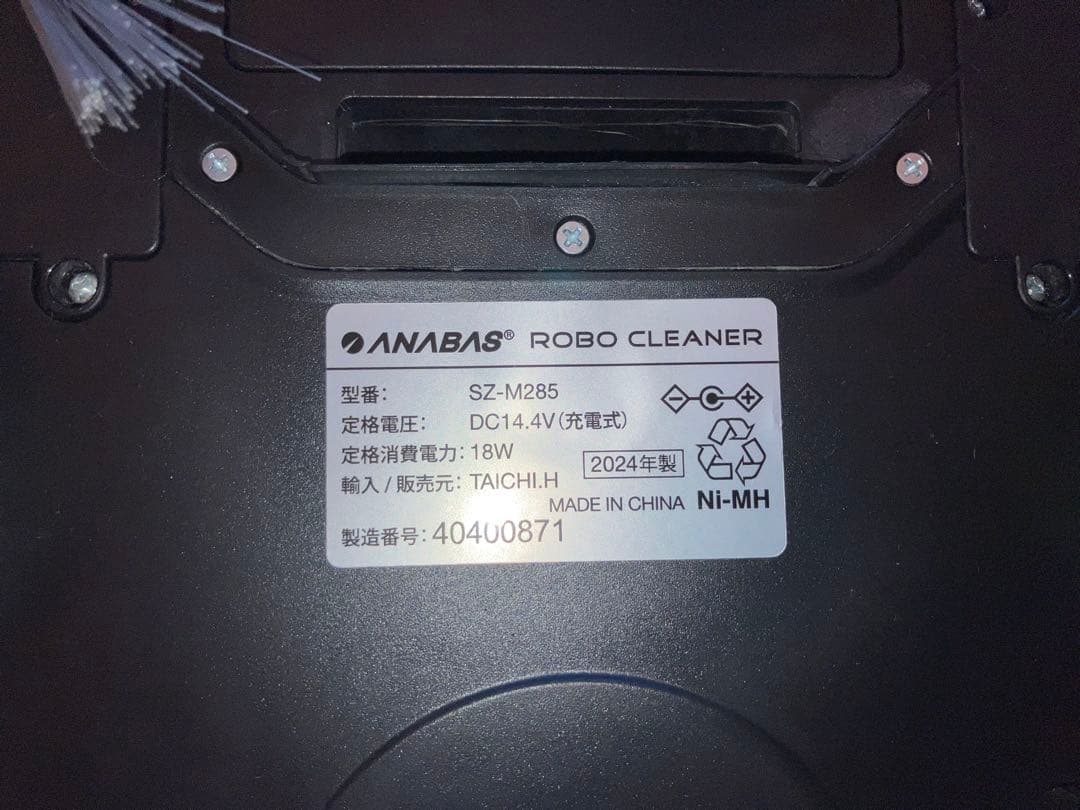 ANABAS® ROBO CLEANER
型番: SZ-M285
定格電圧: DC14.4V(充電式)
定格消費電力: 18W
2024年製
輸入/販売元: TAICHI.H
MADE IN CHINA Ni-MH
製造番号: 40400871